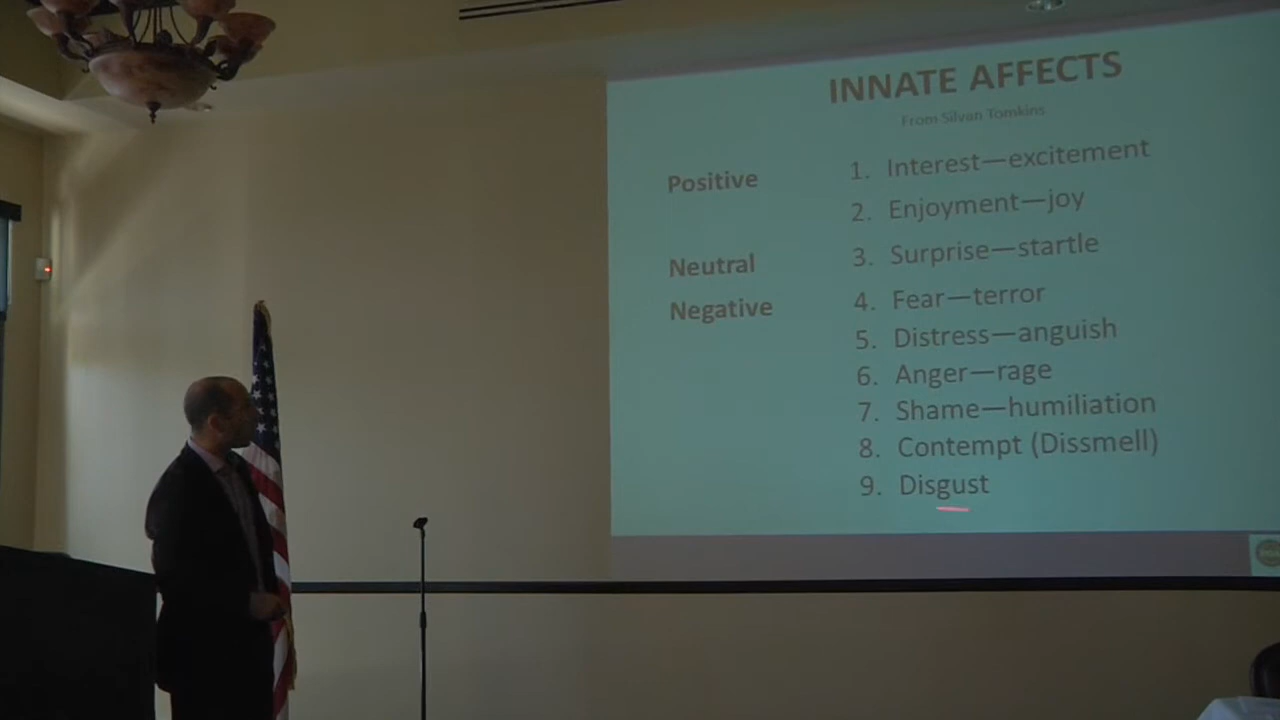 INNATE AFFECTS
From Silvan Tomkins
Positive
1. Interest—excitement
2. Enjoyment—joy
Neutral
3. Surprise—startle
Negative
4. Fear—terror
5. Distress—anguish
6. Anger—rage
7. Shame—humiliation
8. Contempt (Dissmell)
9. Disgust